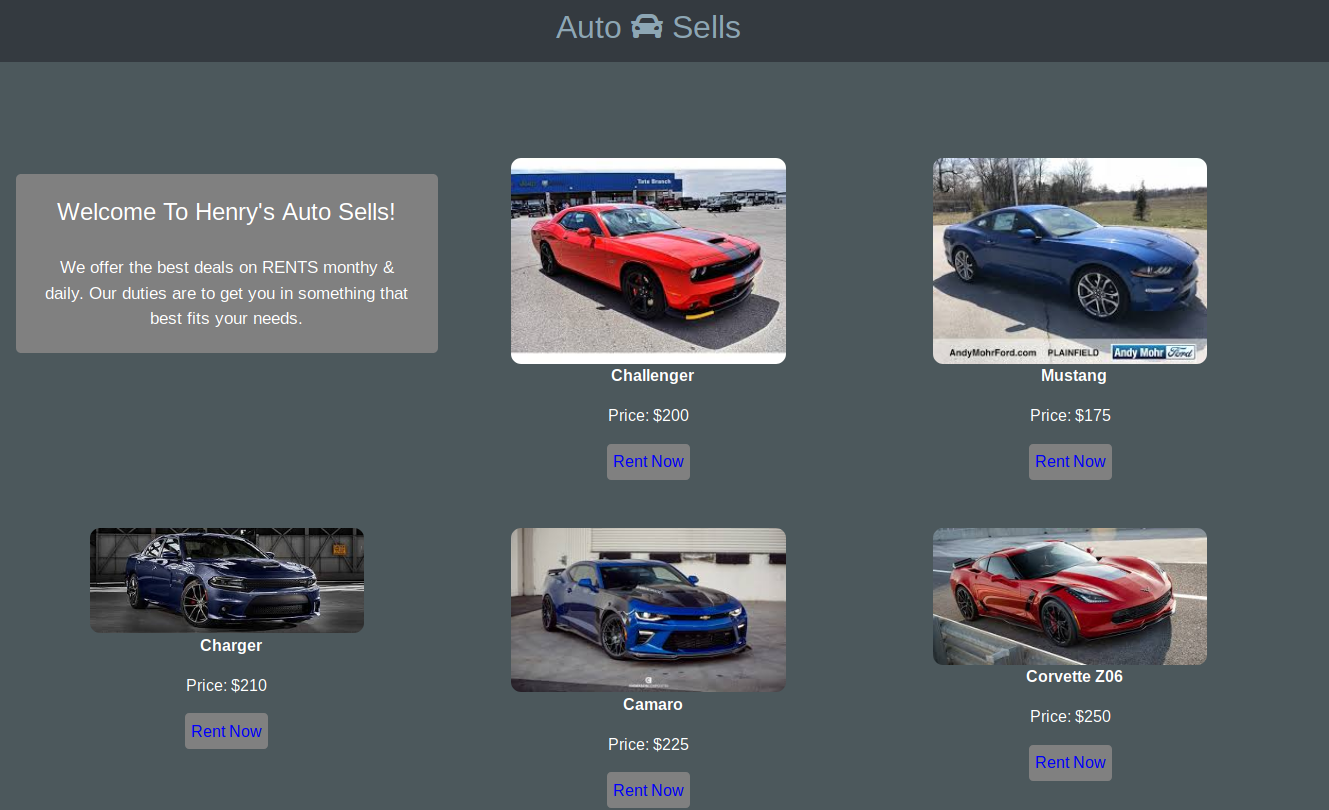 Auto Sells
Welcome To Henry's Auto Sells!
We offer the best deals on RENTS monthy &
daily. Our duties are to get you in something that
best fits your needs.
Tate Branch
Challenger
Price: $200
Rent Now
AndyMohrFord.com PLAINFIELD Andy Mohr Ford
Mustang
Price: $175
Rent Now
Charger
Price: $210
Rent Now
Camaro
Price: $225
Rent Now
Corvette Z06
Price: $250
Rent Now